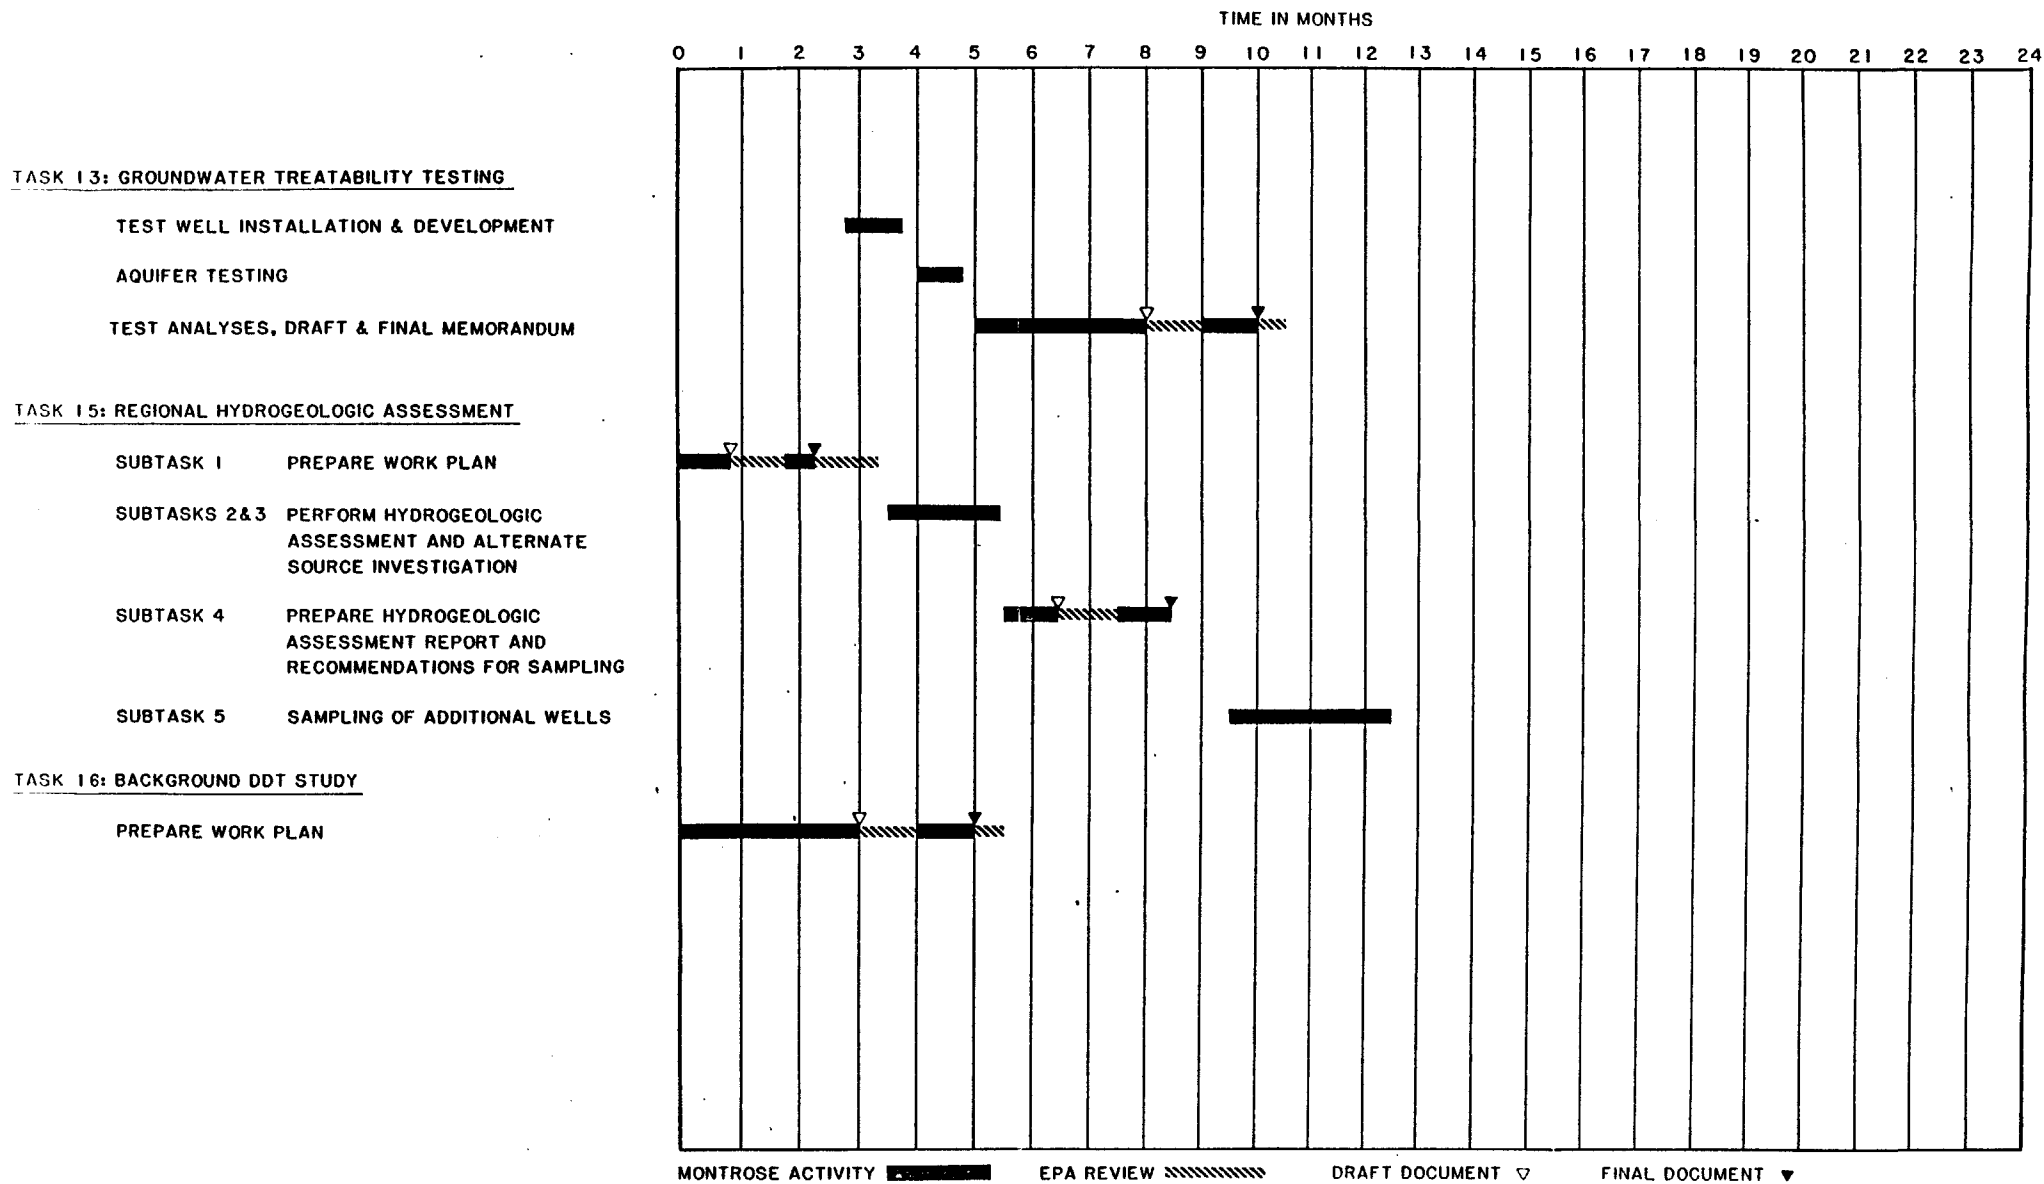 TIME IN MONTHS
0 1 2 3 4 5 6 7 8 9 10 11 12 13 14 15 16 17 18 19 20 21 22 23 24
TASK 13: GROUNDWATER TREATABILITY TESTING
TEST WELL INSTALLATION & DEVELOPMENT
AQUIFER TESTING
TEST ANALYSES, DRAFT & FINAL MEMORANDUM
TASK 15: REGIONAL HYDROGEOLOGIC ASSESSMENT
SUBTASK 1 PREPARE WORK PLAN
SUBTASKS 2&3 PERFORM HYDROGEOLOGIC
ASSESSMENT AND ALTERNATE
SOURCE INVESTIGATION
SUBTASK 4 PREPARE HYDROGEOLOGIC
ASSESSMENT REPORT AND
RECOMMENDATIONS FOR SAMPLING
SUBTASK 5 SAMPLING OF ADDITIONAL WELLS
TASK 16: BACKGROUND DDT STUDY
PREPARE WORK PLAN
MONTROSE ACTIVITY EPA REVIEW DRAFT DOCUMENT ▽ FINAL DOCUMENT ▼